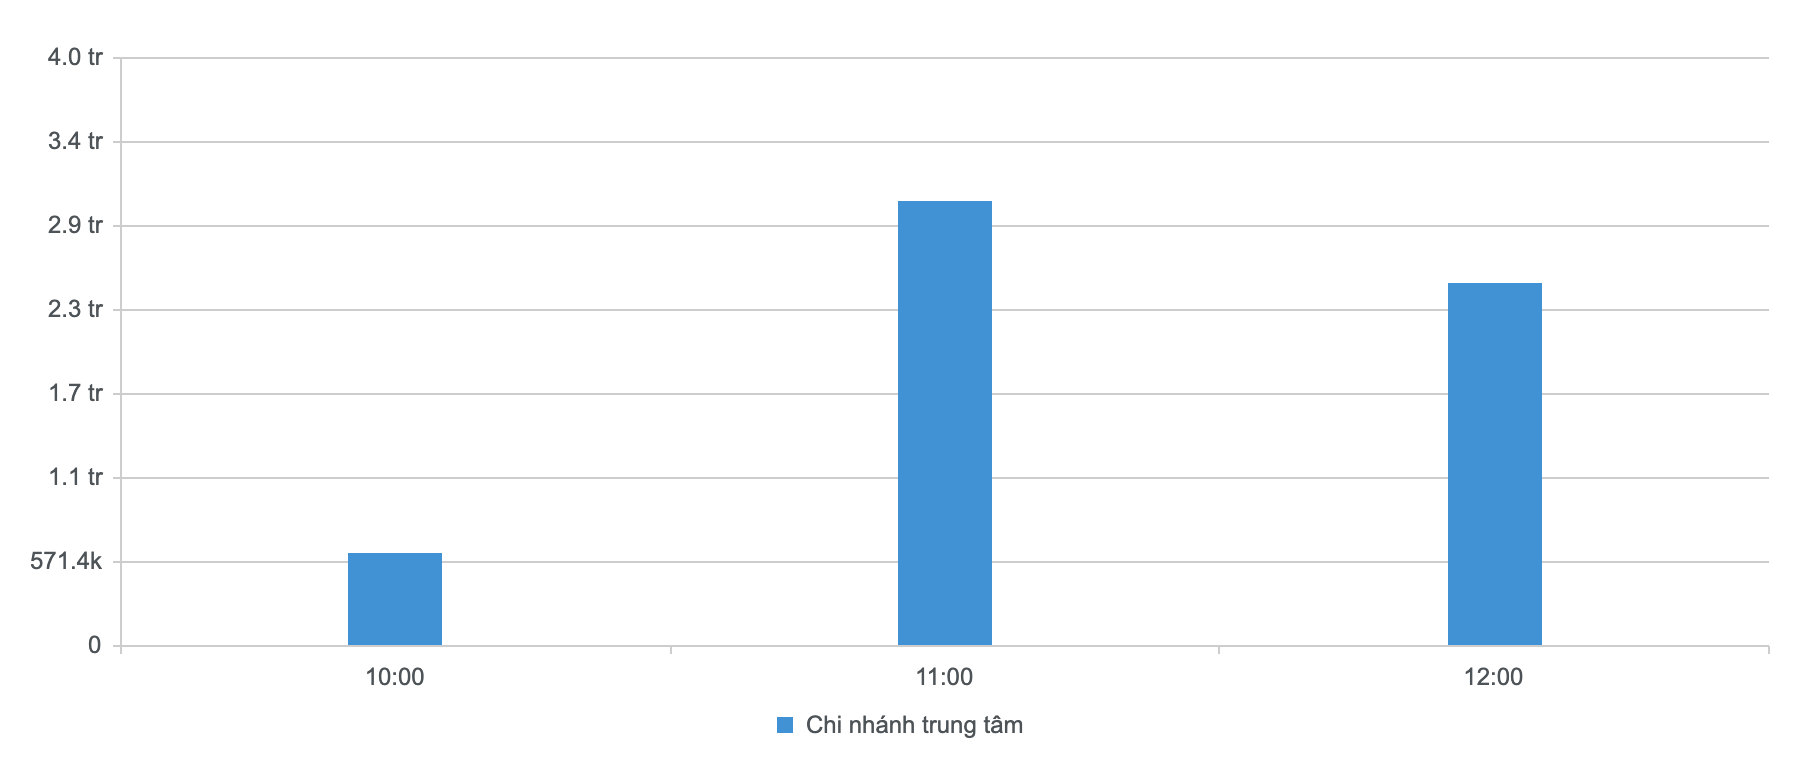 4.0 tr
3.4 tr
2.9 tr
2.3 tr
1.7 tr
1.1 tr
571.4k
0
10:00 11:00 12:00
Chi nhánh trung tâm